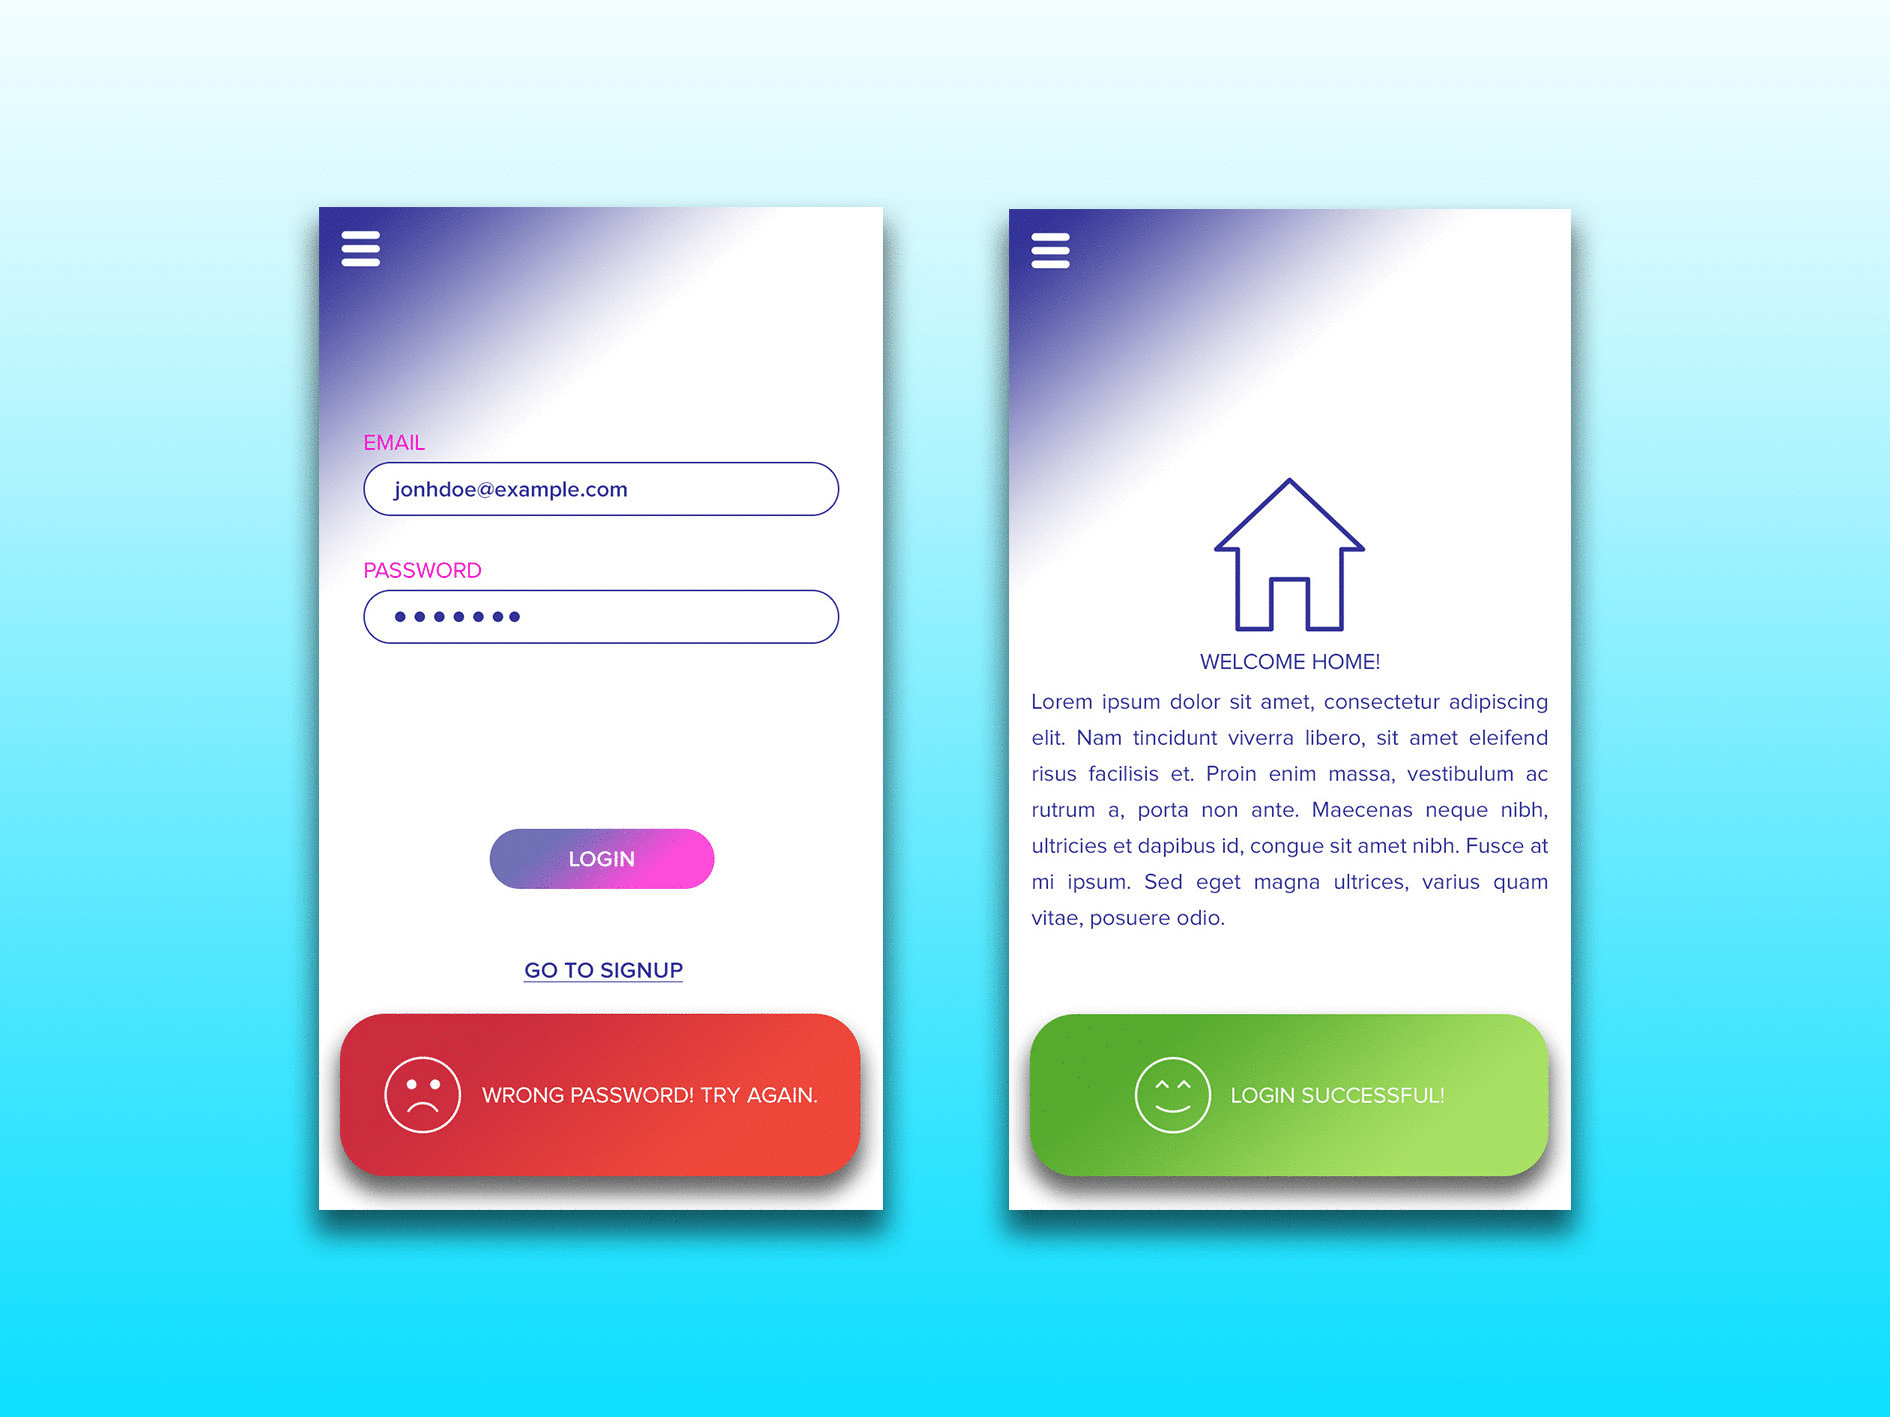 EMAIL
jonhdoe@example.com
PASSWORD
LOGIN
GO TO SIGNUP
WRONG PASSWORD! TRY AGAIN.
WELCOME HOME!
Lorem ipsum dolor sit amet, consectetur adipiscing
elit. Nam tincidunt viverra libero, sit amet eleifend
risus facilisis et. Proin enim massa, vestibulum ac
rutrum a, porta non ante. Maecenas neque nibh,
ultricies et dapibus id, congue sit amet nibh. Fusce at
mi ipsum. Sed eget magna ultrices, varius quam
vitae, posuere odio.
LOGIN SUCCESSFUL!